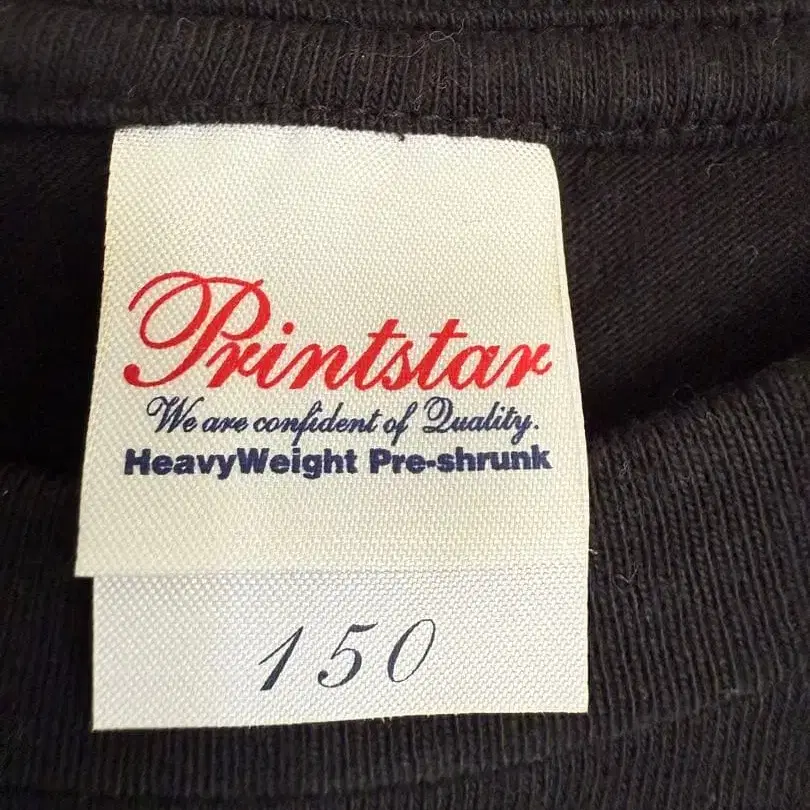 Printstar
We are confident of Quality.
HeavyWeight Pre-shrunk
150